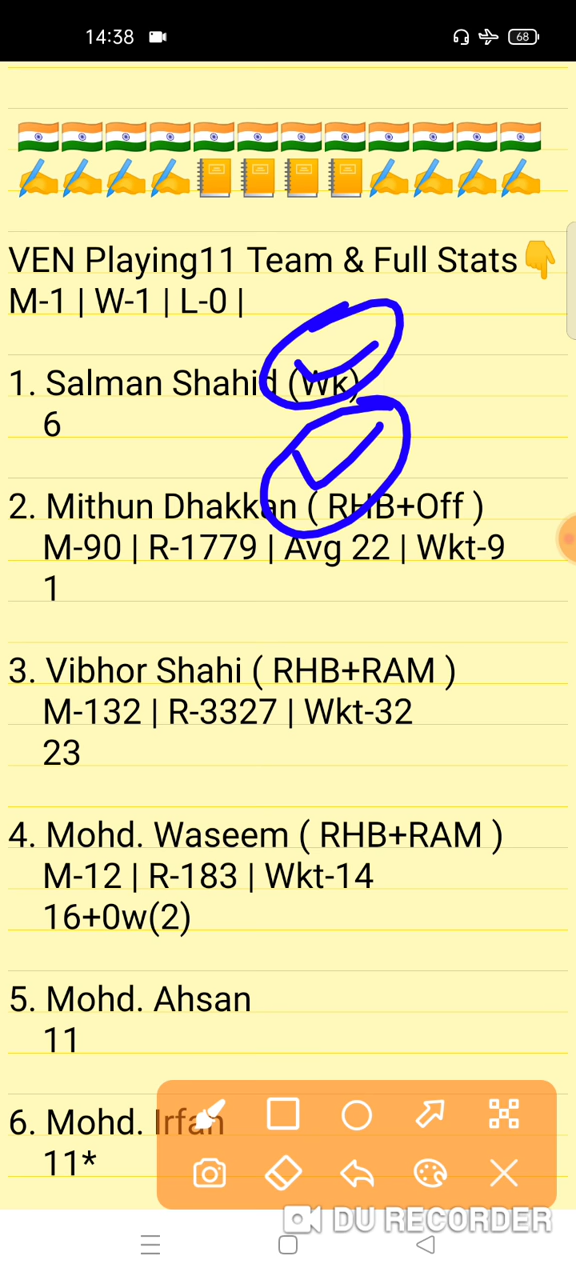 14:38
68
VEN Playing11 Team & Full Stats
M-1 | W-1 | L-0 |
1. Salman Shahid (Wk)
6
2. Mithun Dhakkan ( RHB+Off )
M-90 | R-1779 | Avg 22 | Wkt-9
1
3. Vibhor Shahi ( RHB+RAM )
M-132 | R-3327 | Wkt-32
23
4. Mohd. Waseem ( RHB+RAM )
M-12 | R-183 | Wkt-14
16+0w(2)
5. Mohd. Ahsan
11
6. Mohd. Irfan
11*
DU RECORDER